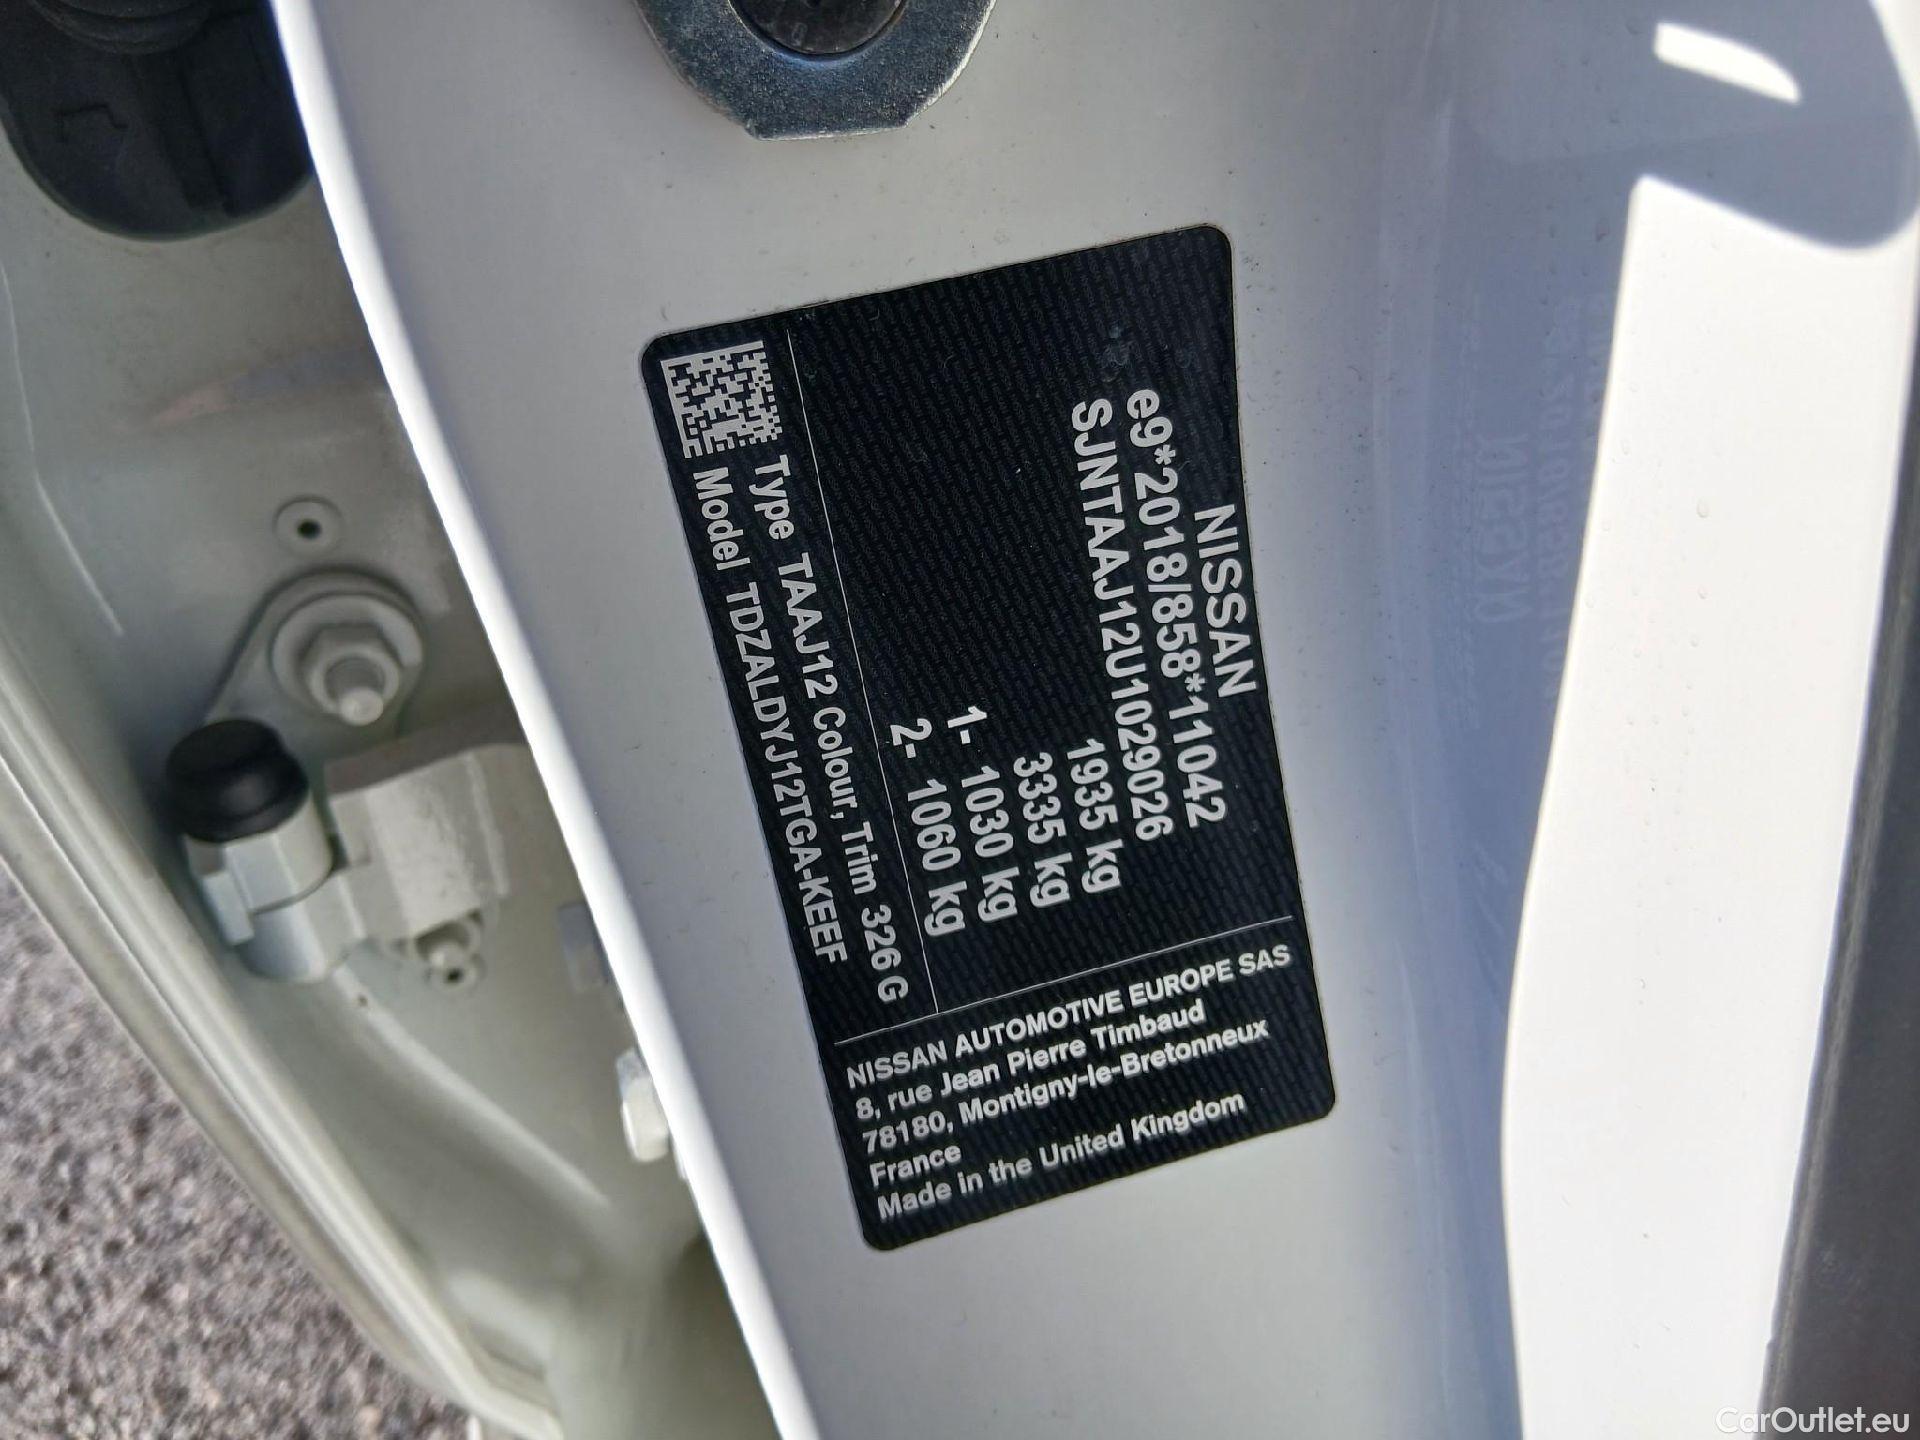 NISSAN
e9*2018/858*11042
SJNTAAJ12U1029026
1935 kg
3335 kg
1- 1030 kg
2- 1060 kg
Type TAAJ12 Colour,Trim 326 G
Model TDZALDYJ12TGA-KEEF
NISSAN AUTOMOTIVE EUROPE SAS
8, rue Jean Pierre Timbaud
78180, Montigny-le-Bretonneux
France
Made in the United Kingdom
CarOutlet.eu